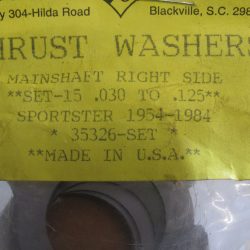 y 304-Hilda Road Blackville, S.C. 298
HRUST WASHERS
MAINSHAFT RIGHT SIDE
**SET-15 .030 TO .125**
SPORTSTER 1954-1984
* 35326-SET *
**MADE IN U.S.A.**